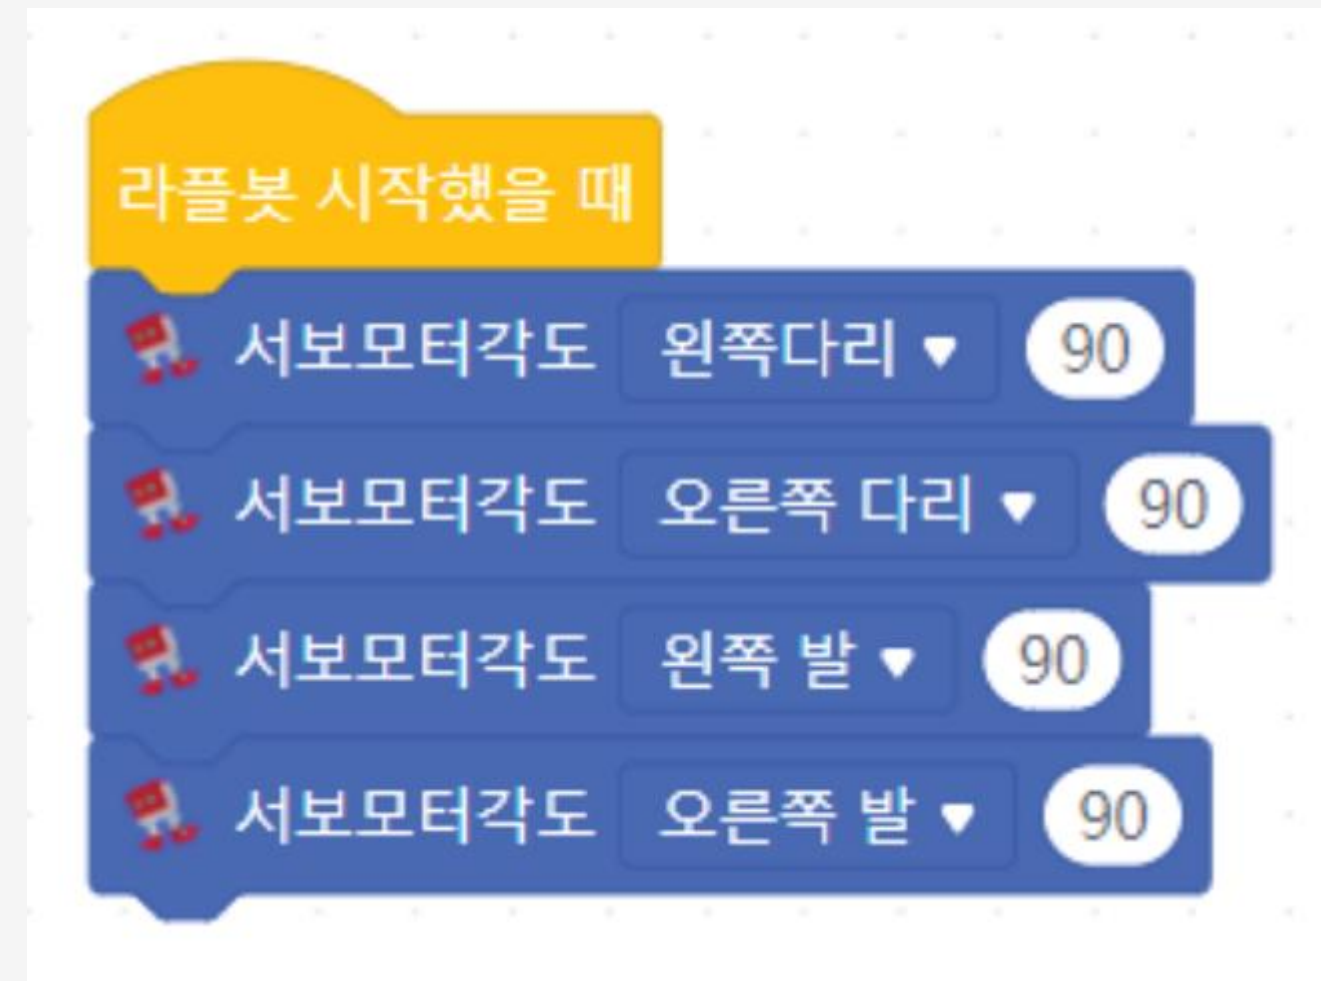 라플봇 시작했을 때
서보모터각도 왼쪽다리 90
서보모터각도 오른쪽 다리 90
서보모터각도 왼쪽 발 90
서보모터각도 오른쪽 발 90